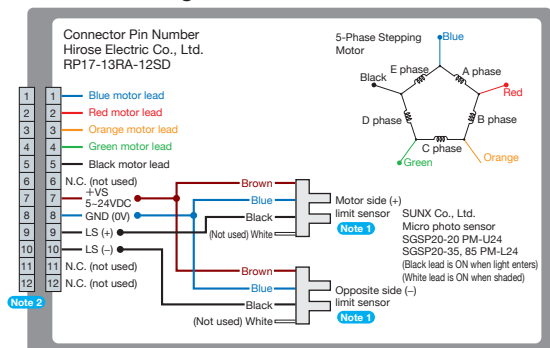 Connector Pin Number
Hirose Electric Co., Ltd.
RP17-13RA-12SD
5-Phase Stepping
Motor
Blue
E phase
A phase
Black
Red
D phase
B phase
C phase
Green
Orange
1 1 Blue motor lead
2 2 Red motor lead
3 3 Orange motor lead
4 4 Green motor lead
5 5 Black motor lead
6 6 N.C. (not used)
7 7 +VS
5–24VDC
8 8 GND (0V)
9 9 LS (+)
10 10 LS (–)
11 11 N.C. (not used)
12 12 N.C. (not used)
Note 2
Brown
Blue
Black
(Not used) White
Motor side (+)
limit sensor
Note 1
Brown
Blue
Black
(Not used) White
Opposite side (–)
limit sensor
Note 1
SUNX Co., Ltd.
Micro photo sensor
SGSP20-20 PM-U24
SGSP20-35, 85 PM-L24
(Black lead is ON when light enters)
(White lead is ON when shaded)